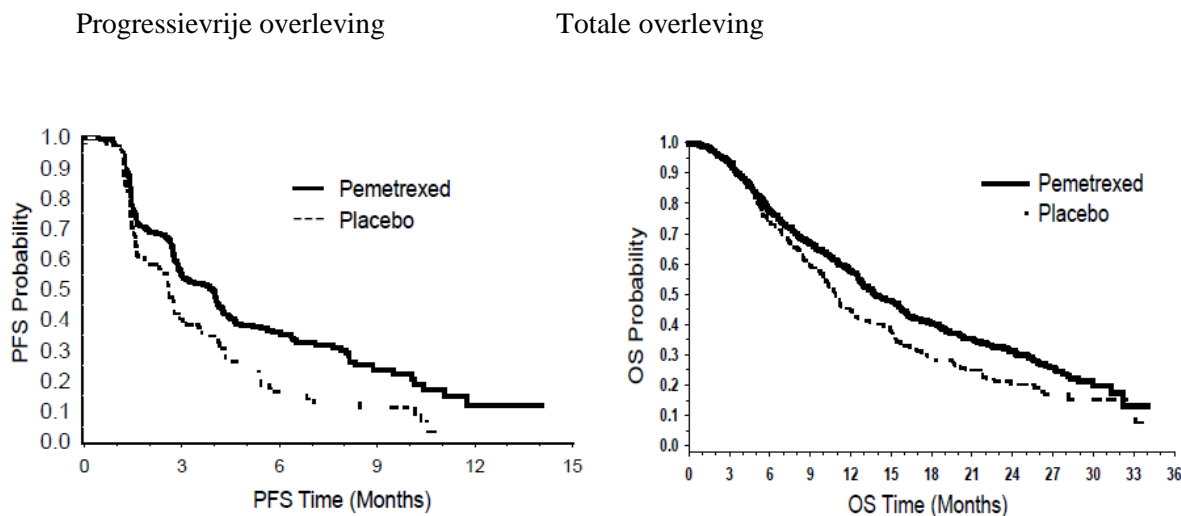 Progressievrije overleving
Totale overleving
1.0
0.9
0.8
0.7
0.6
0.5
0.4
0.3
0.2
0.1
0.0
PFS Probability
Pemetrexed
Placebo
0 3 6 9 12 15
PFS Time (Months)
1.0
0.9
0.8
0.7
0.6
0.5
0.4
0.3
0.2
0.1
0.0
OS Probability
Pemetrexed
Placebo
0 3 6 9 12 15 18 21 24 27 30 33 36
OS Time (Months)